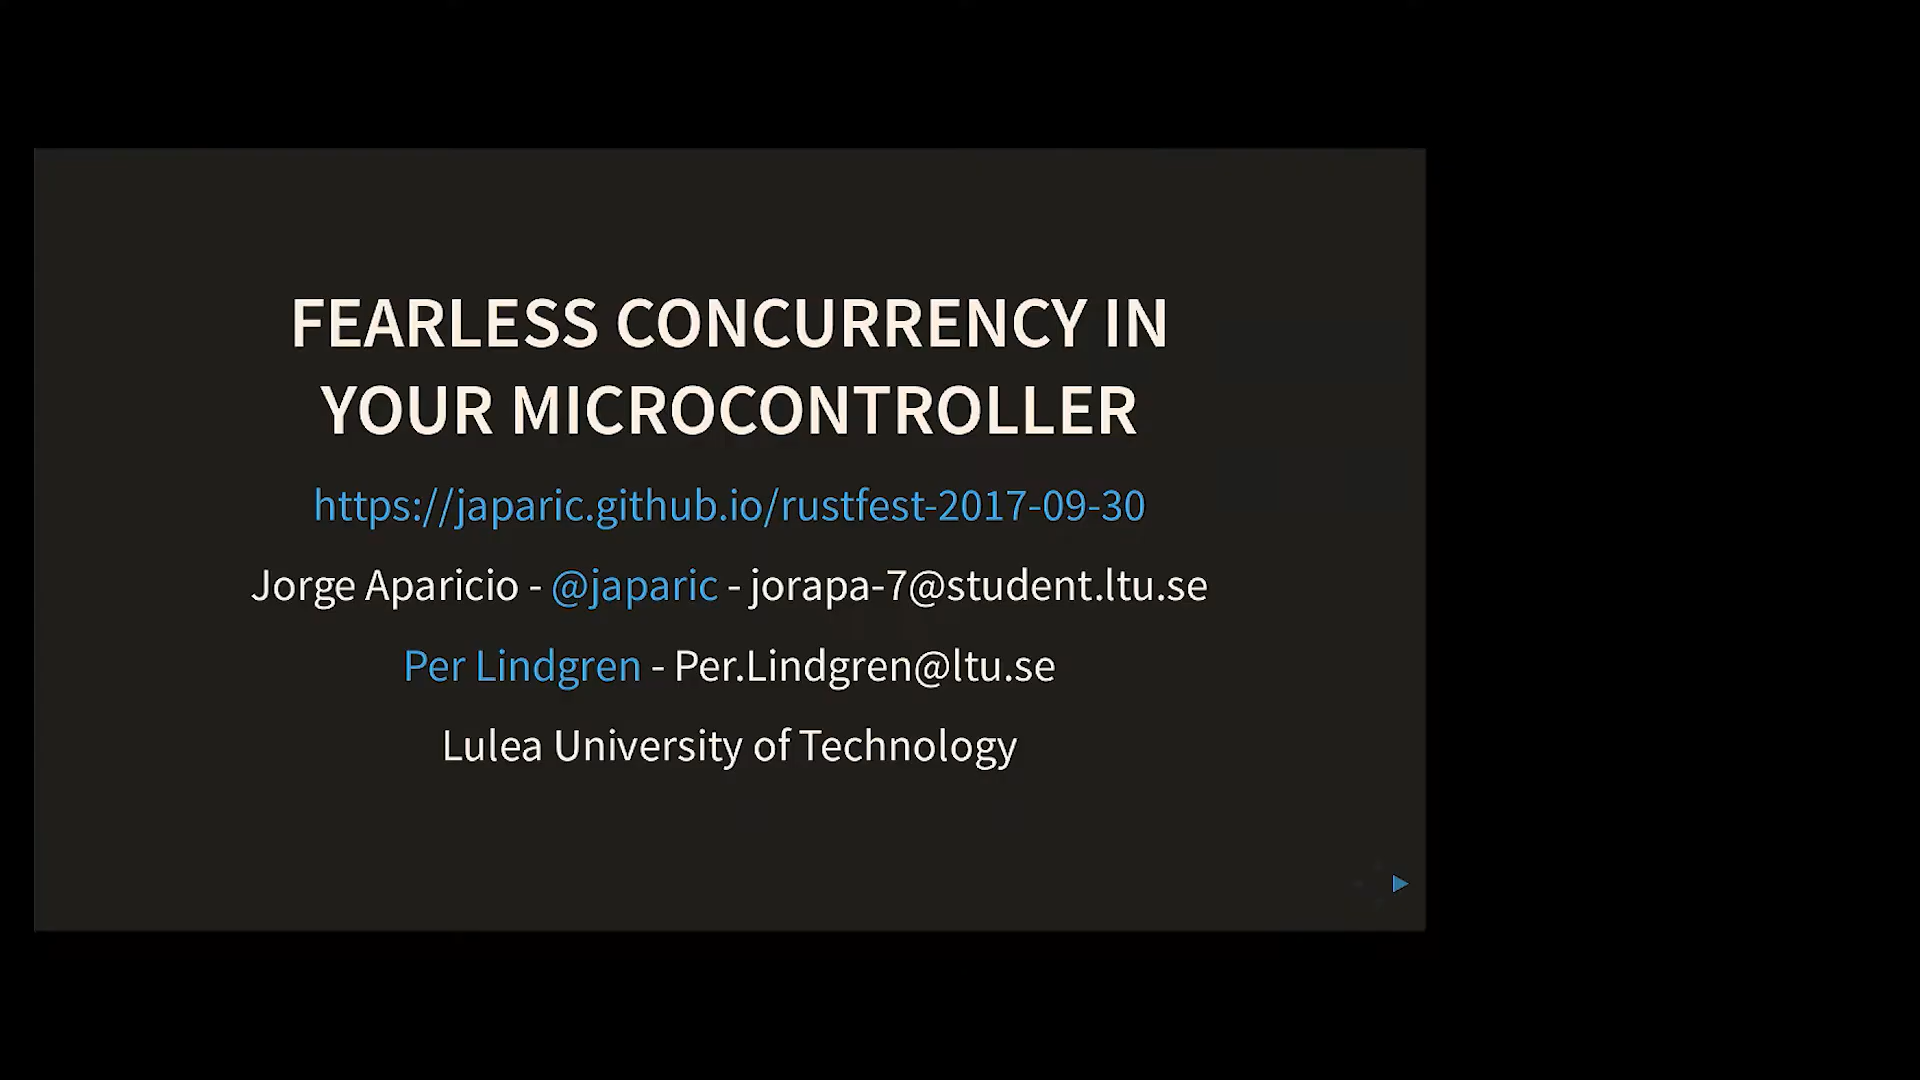 FEARLESS CONCURRENCY IN
YOUR MICROCONTROLLER
https://japaric.github.io/rustfest-2017-09-30
Jorge Aparicio - @japaric - jorapa-7@student.ltu.se
Per Lindgren - Per.Lindgren@ltu.se
Lulea University of Technology